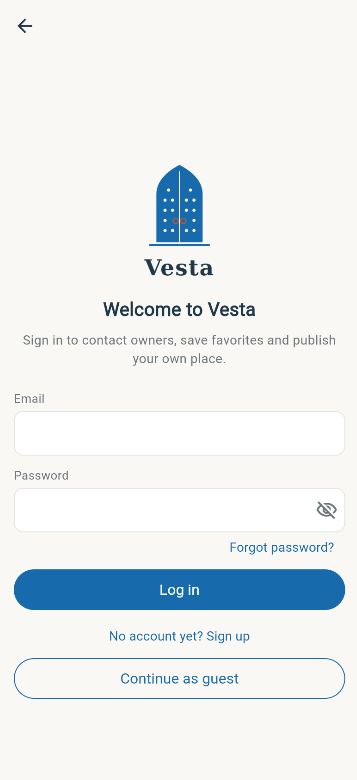 Vesta
Welcome to Vesta
Sign in to contact owners, save favorites and publish
your own place.
Email
Password
Forgot password?
Log in
No account yet? Sign up
Continue as guest